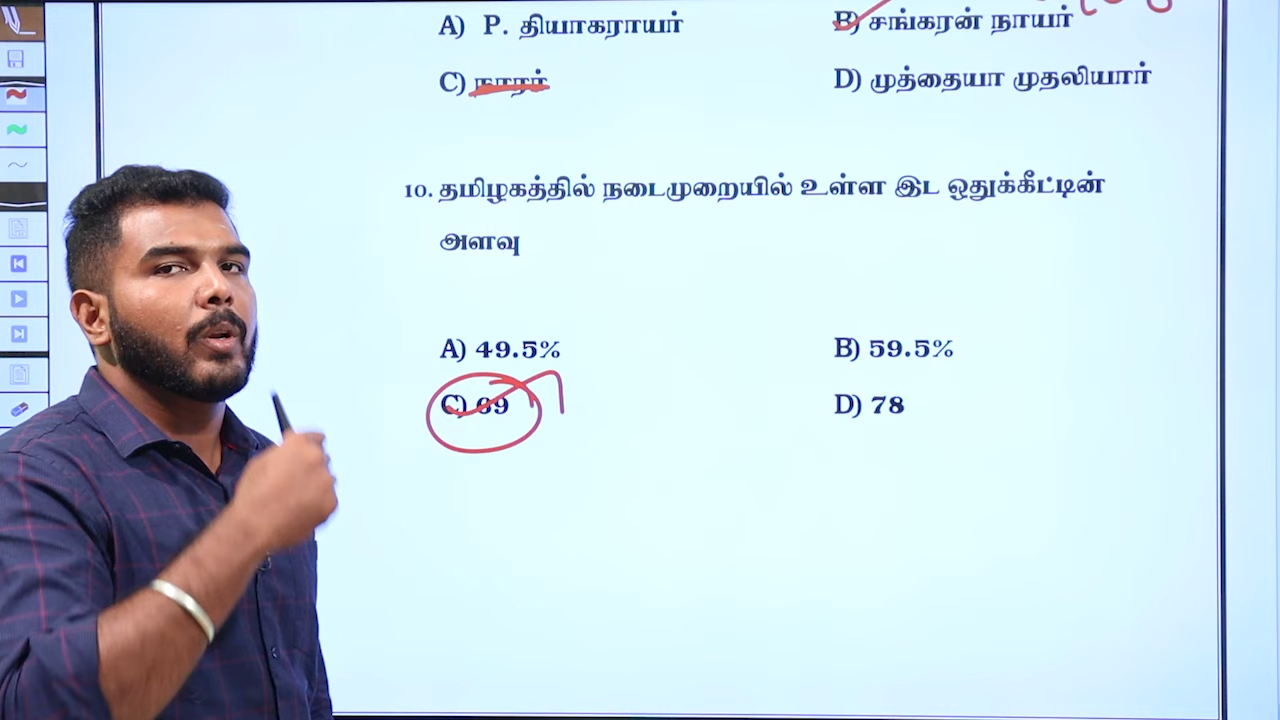 A) P. தியாகராயர்
B) சங்கரன் நாயர்
C) நாரர்
D) முத்தையா முதலியார்
10. தமிழகத்தில் நடைமுறையில் உள்ள இட ஒதுக்கீட்டின்
அளவு
A) 49.5%
B) 59.5%
C) 69
D) 78